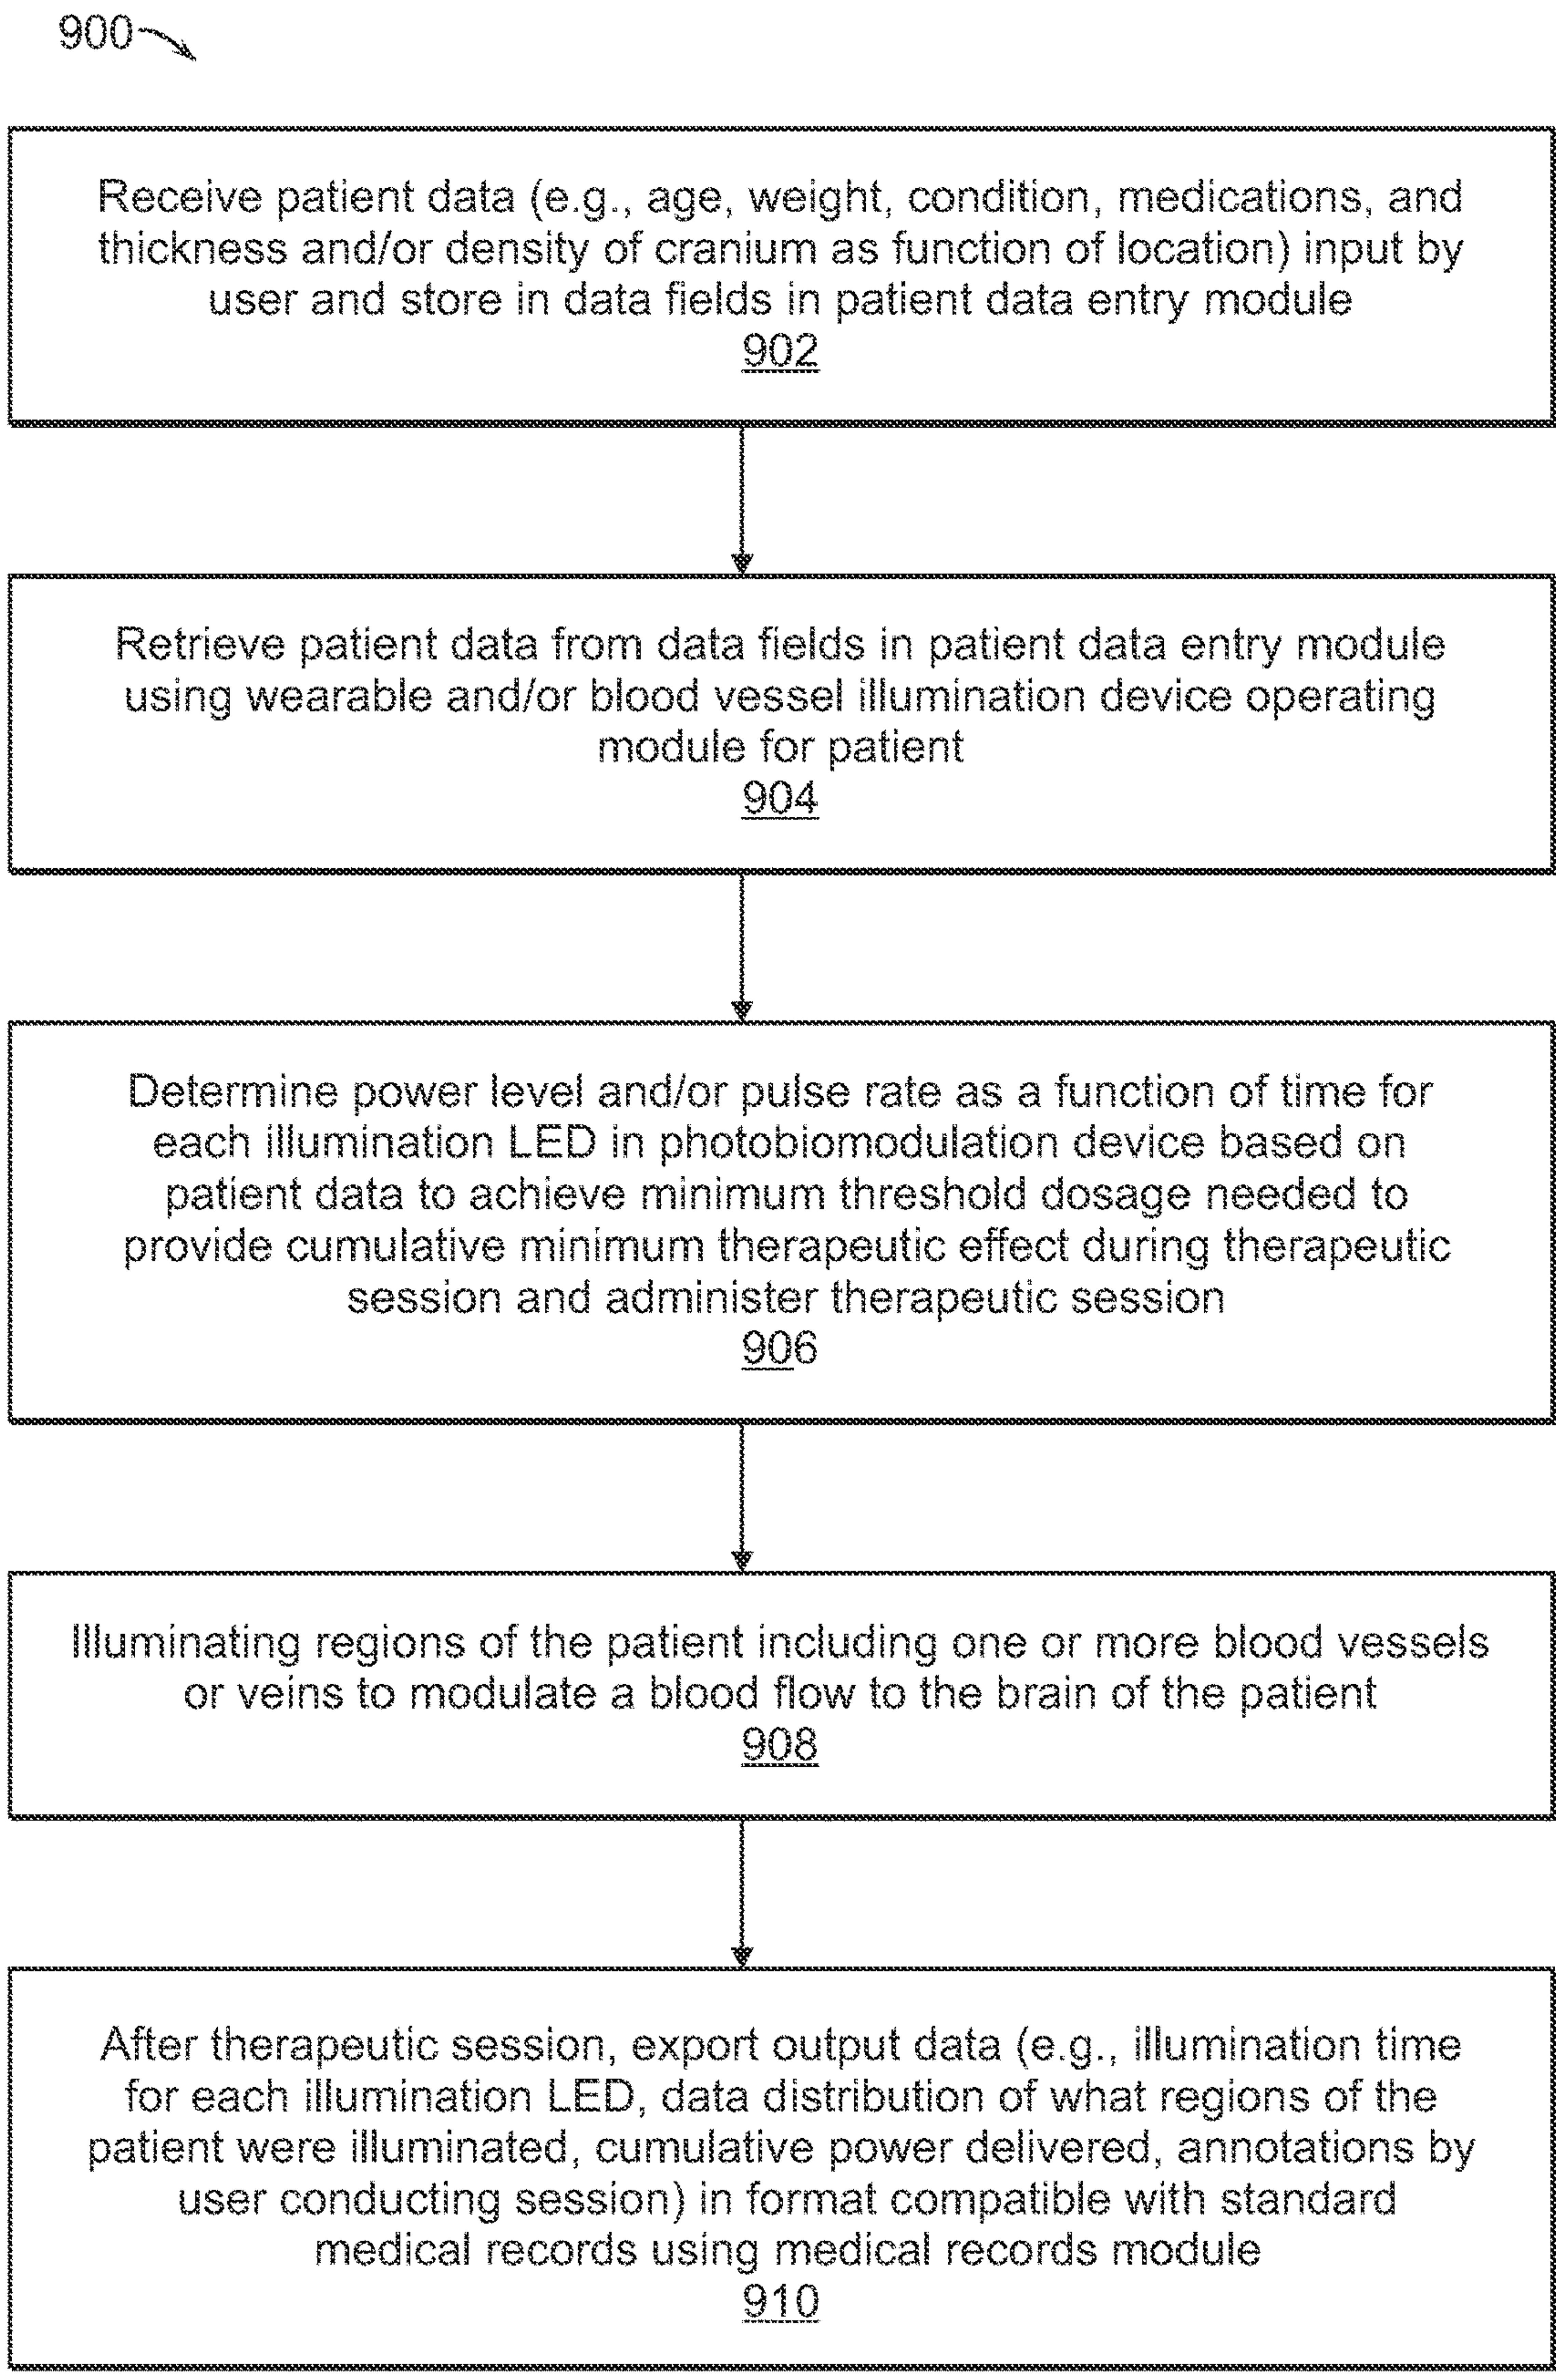 900
Receive patient data (e.g., age, weight, condition, medications, and
thickness and/or density of cranium as function of location) input by
user and store in data fields in patient data entry module
902
Retrieve patient data from data fields in patient data entry module
using wearable and/or blood vessel illumination device operating
module for patient
904
Determine power level and/or pulse rate as a function of time for
each illumination LED in photobiomodulation device based on
patient data to achieve minimum threshold dosage needed to
provide cumulative minimum therapeutic effect during therapeutic
session and administer therapeutic session
906
Illuminating regions of the patient including one or more blood vessels
or veins to modulate a blood flow to the brain of the patient
908
After therapeutic session, export output data (e.g., illumination time
for each illumination LED, data distribution of what regions of the
patient were illuminated, cumulative power delivered, annotations by
user conducting session) in format compatible with standard
medical records using medical records module
910